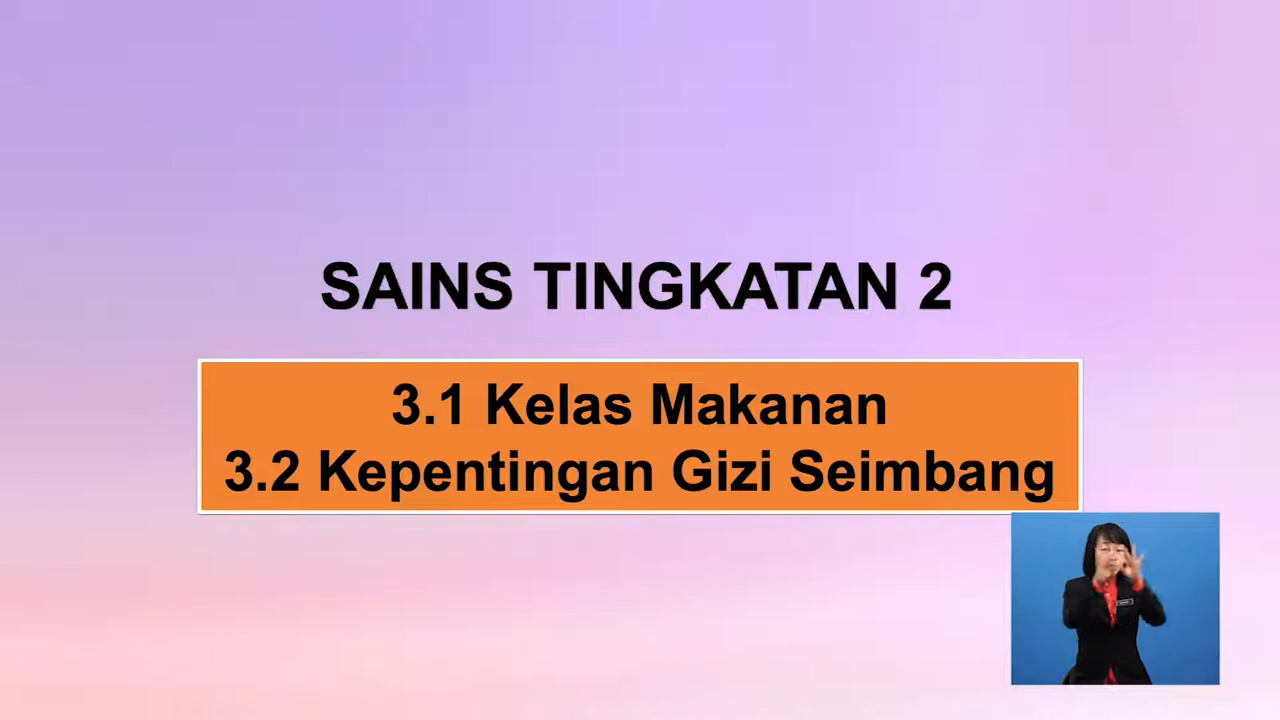 SAINS TINGKATAN 2
3.1 Kelas Makanan
3.2 Kepentingan Gizi Seimbang